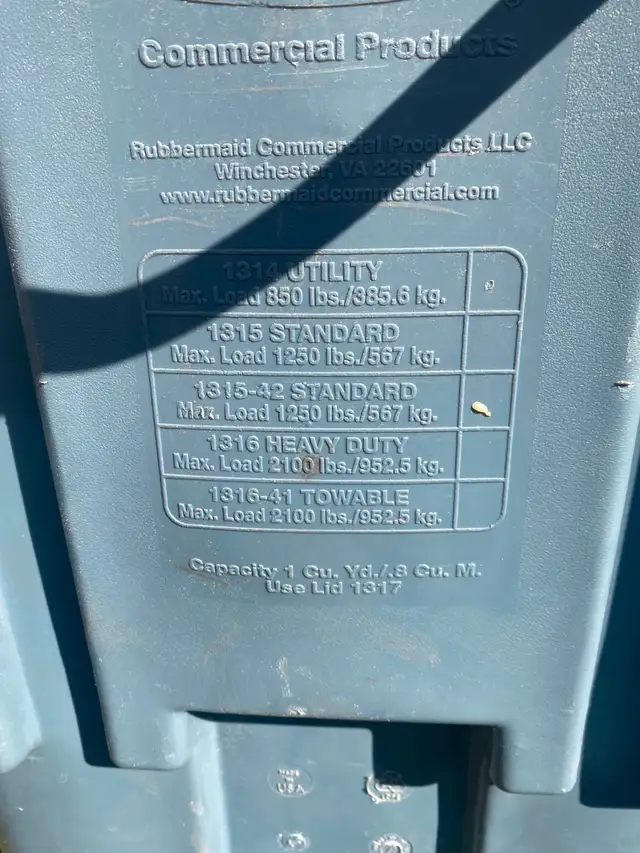 Commercial Products
Rubbermaid Commercial Products LLC
Winchester, VA 22601
www.rubbermaidcommercial.com
1314 UTILITY
Max. Load 850 lbs./385.6 kg.
1315 STANDARD
Max. Load 1250 lbs./567 kg.
1315-42 STANDARD
Max. Load 1250 lbs./567 kg.
1316 HEAVY DUTY
Max. Load 2100 lbs./952.5 kg.
1316-41 TOWABLE
Max. Load 2100 lbs./952.5 kg.
Capacity 1 Cu. Yd./.8 Cu. M.
Use Lid 1317
MADE
IN
USA